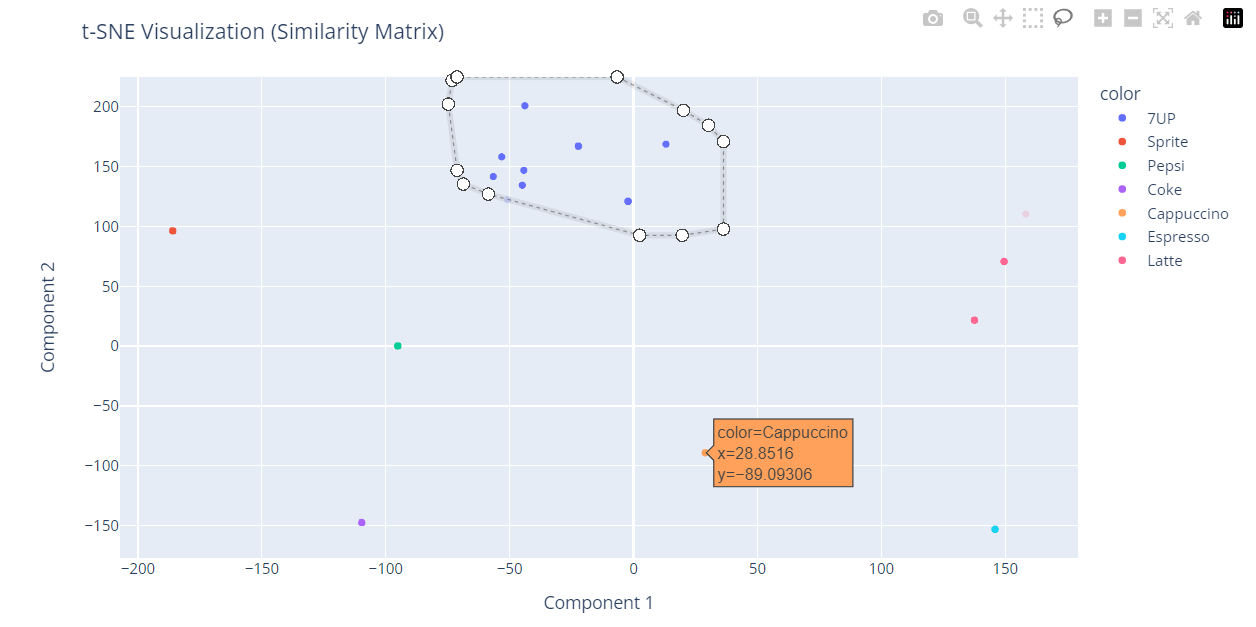 t-SNE Visualization (Similarity Matrix)
color
7UP
Sprite
Pepsi
Coke
Cappuccino
Espresso
Latte
Component 2
200
150
100
50
0
−50
−100
−150
color=Cappuccino
x=28.8516
y=−89.09306
−200
−150
−100
−50
0
50
100
150
Component 1